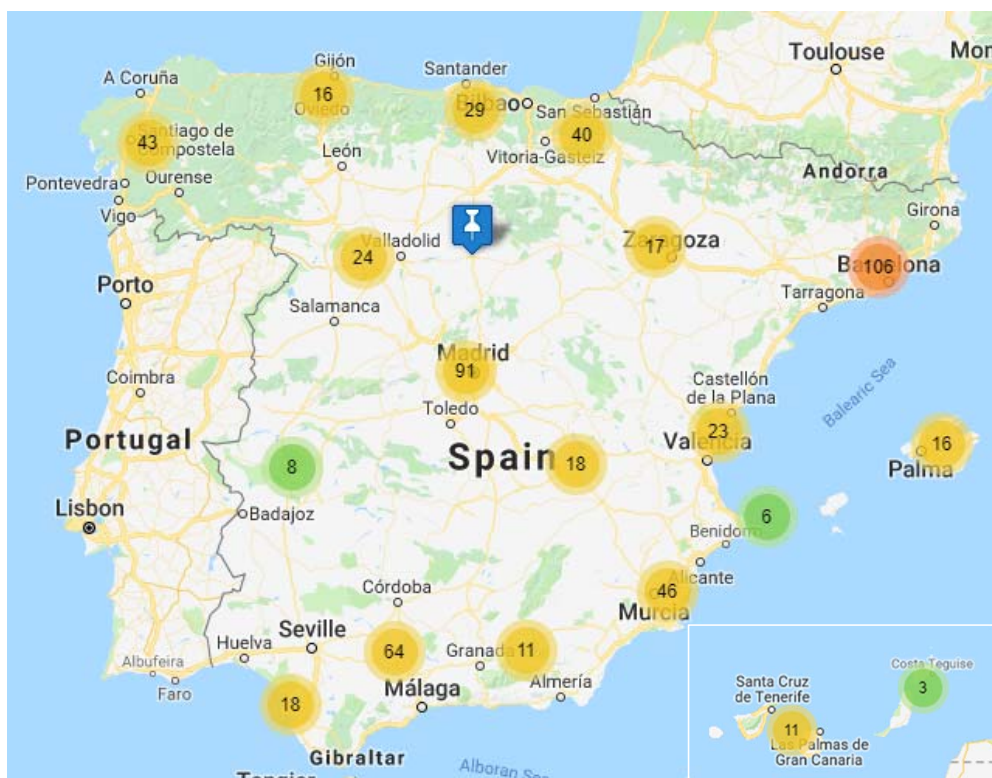 Toulouse
Mon
Gijón
Santander
A Coruña
16
Oviedo
29
Bilbao
San Sebastián
40
43
Santiago de
Compostela
Vitoria-Gasteiz
León
Andorra
Pontevedra
Ourense
Vigo
Girona
24
Valladolid
17
Zaragoza
106
Barcelona
Porto
Salamanca
Tarragona
Madrid
91
Coimbra
Castellón
de la Plana
Balearic Sea
Toledo
Portugal
23
Valencia
16
Palma
Spain
18
8
Lisbon
Badajoz
6
Benidorm
Alicante
46
Murcia
Córdoba
Seville
Huelva
64
Granada
11
Albufeira
Faro
Málaga
Almería
18
Gibraltar
Tangier
Alboran Sea
Costa Teguise
3
Santa Cruz
de Tenerife
11
Las Palmas de
Gran Canaria